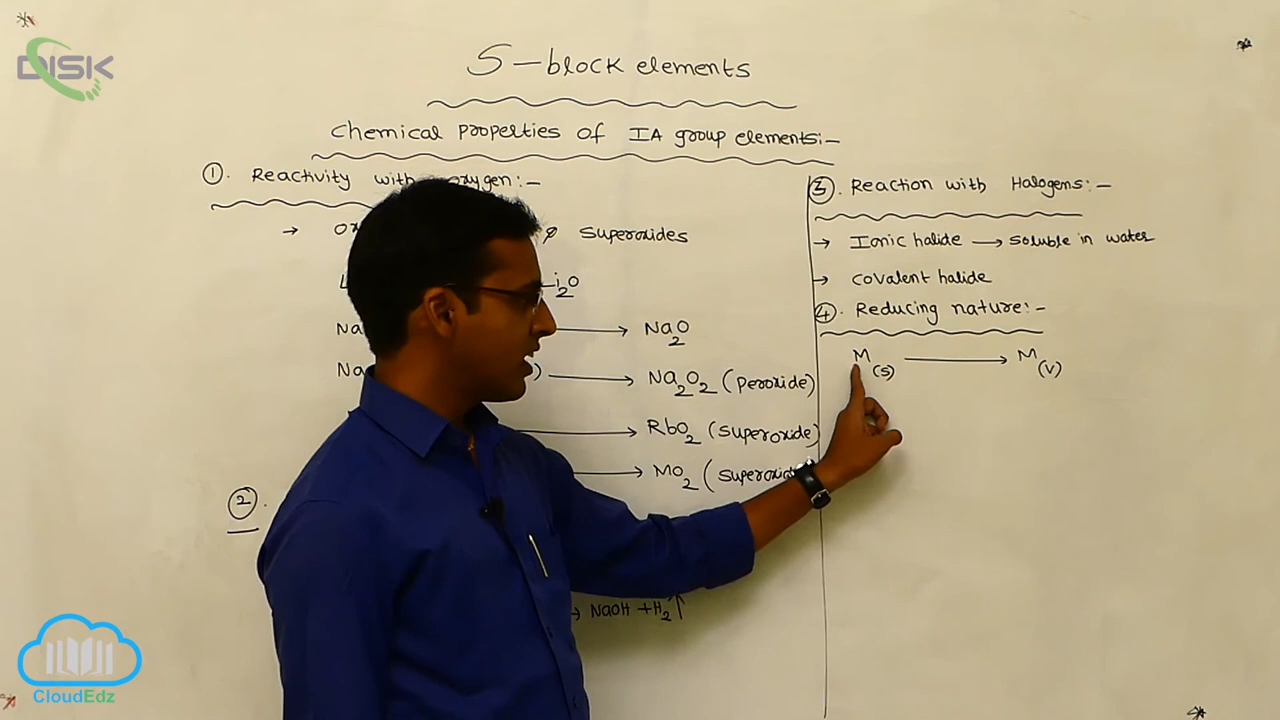 DISK
S-block elements
Chemical properties of IA group elements:-
①. Reactivity with oxygen:-
→ superoxides
Li₂O
Na → Na₂O
Na → Na₂O₂ (peroxide)
→ RbO₂ (superoxide)
→ MO₂ (superoxide
②.
→ NaOH + H₂↑
③. Reaction with Halogens:-
→ Ionic halide → soluble in water
→ covalent halide
④. Reducing nature:-
M(s) → M(v)
CloudEdz